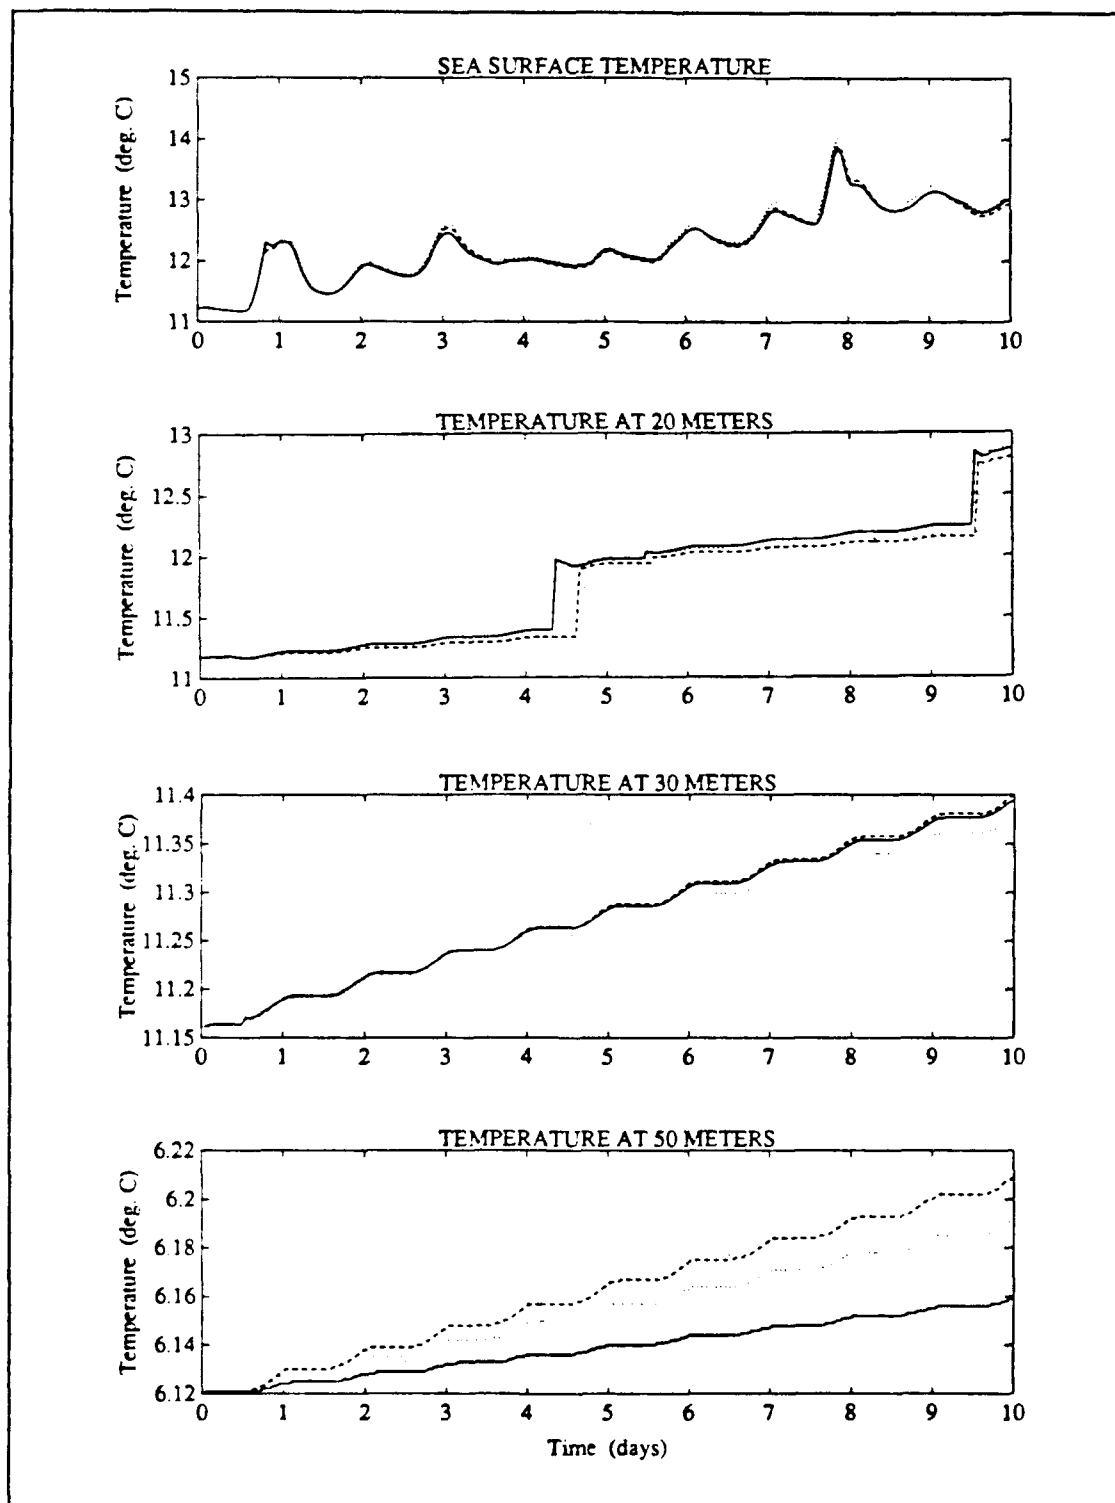 SEA SURFACE TEMPERATURE
Temperature (deg. C)
15
14
13
12
11
0 1 2 3 4 5 6 7 8 9 10
TEMPERATURE AT 20 METERS
Temperature (deg. C)
13
12.5
12
11.5
11
0 1 2 3 4 5 6 7 8 9 10
TEMPERATURE AT 30 METERS
Temperature (deg. C)
11.4
11.35
11.3
11.25
11.2
11.15
0 1 2 3 4 5 6 7 8 9 10
TEMPERATURE AT 50 METERS
Temperature (deg. C)
6.22
6.2
6.18
6.16
6.14
6.12
0 1 2 3 4 5 6 7 8 9 10
Time (days)